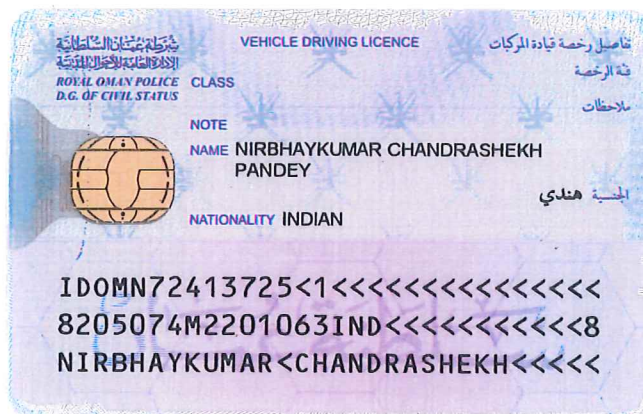 شرطة عمان السلطانية
الإدارة العامة للأحوال المدنية
ROYAL OMAN POLICE
D.G. OF CIVIL STATUS
VEHICLE DRIVING LICENCE
تفاصيل رخصة قيادة المركبات
CLASS
فئة الرخصة
ملاحظات
NOTE
NAME NIRBHAYKUMAR CHANDRASHEKH
PANDEY
الجنسية هندي
NATIONALITY INDIAN
IDOMN72413725<1<<<<<<<<<<<<<<<
8205074M2201063IND<<<<<<<<<<<8
NIRBHAYKUMAR<CHANDRASHEKH<<<<<